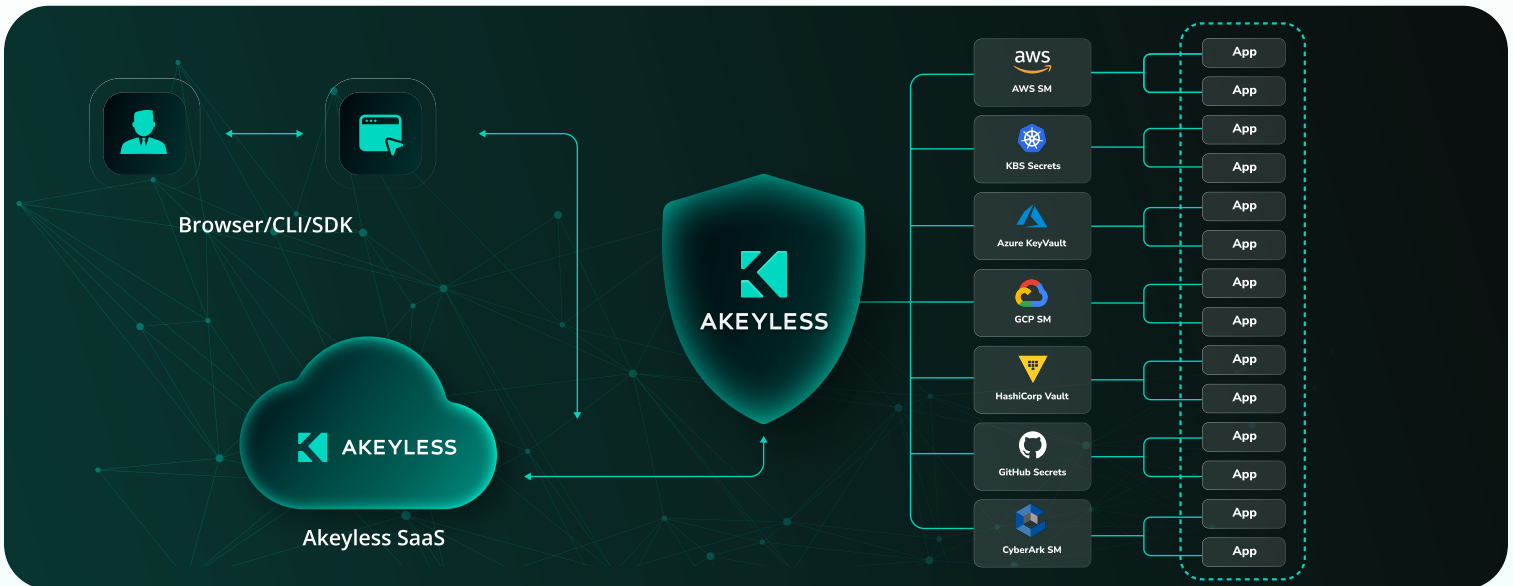 Browser/CLI/SDK
AKEYLESS
Akeyless SaaS
AKEYLESS
aws
AWS SM
KBS Secrets
Azure KeyVault
GCP SM
HashiCorp Vault
GitHub Secrets
CyberArk SM
App
App
App
App
App
App
App
App
App
App
App
App
App
App